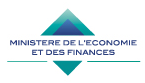 MINISTERE DE L'ECONOMIE
ET DES FINANCES